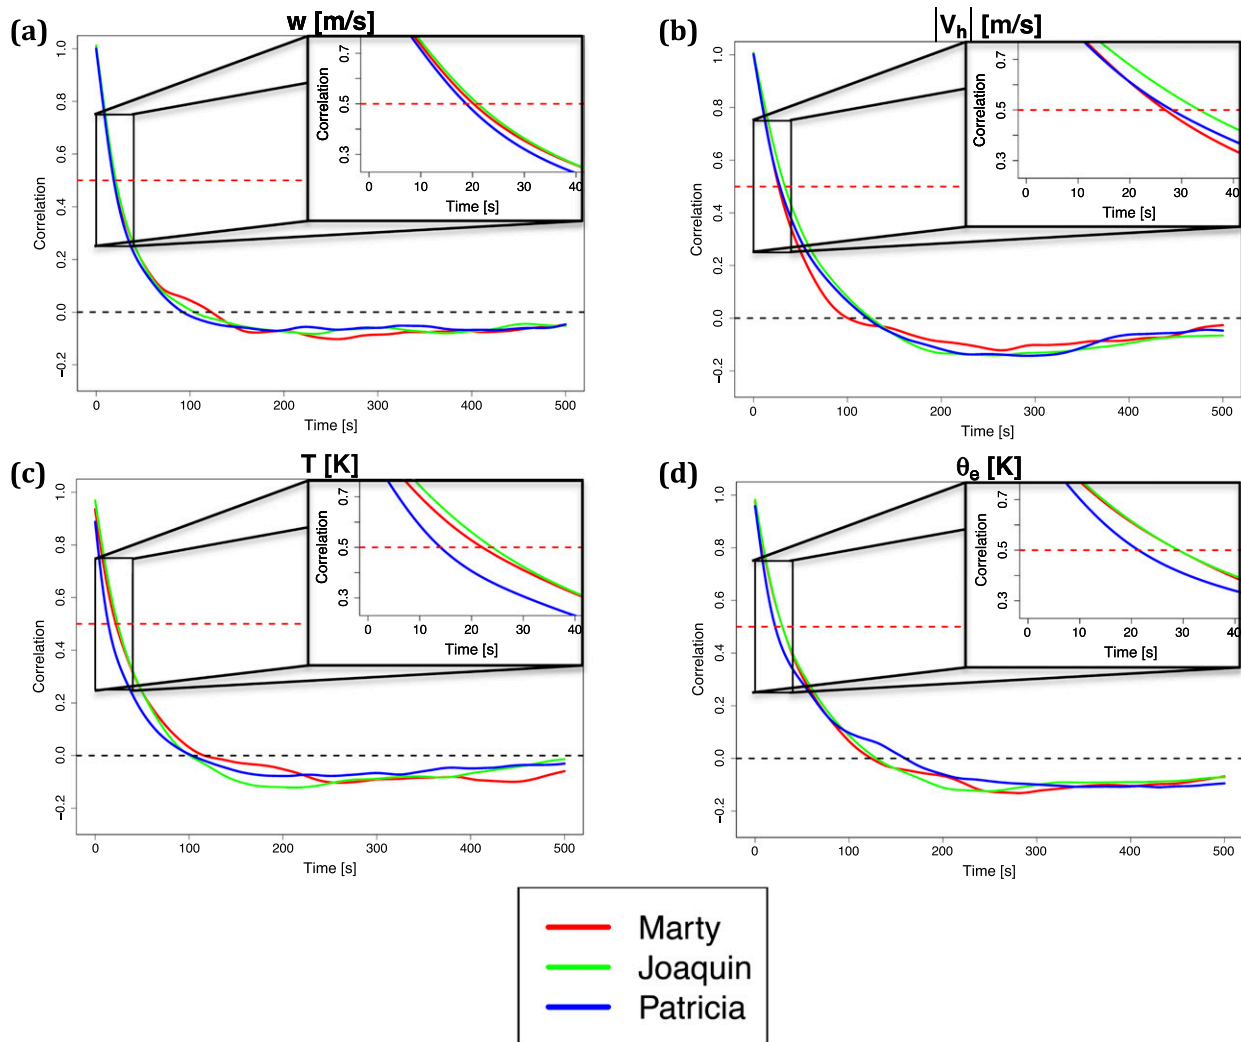 (a)
w [m/s]
Correlation
1.0
0.8
0.6
0.4
0.2
0.0
−0.2
0 100 200 300 400 500
Time [s]
Correlation
0.7
0.5
0.3
0 10 20 30 40
Time [s]
(b)
|Vh| [m/s]
Correlation
1.0
0.8
0.6
0.4
0.2
0.0
−0.2
0 100 200 300 400 500
Time [s]
Correlation
0.7
0.5
0.3
0 10 20 30 40
Time [s]
(c)
T [K]
Correlation
1.0
0.8
0.6
0.4
0.2
0.0
−0.2
0 100 200 300 400 500
Time [s]
Correlation
0.7
0.5
0.3
0 10 20 30 40
Time [s]
(d)
θe [K]
Correlation
1.0
0.8
0.6
0.4
0.2
0.0
−0.2
0 100 200 300 400 500
Time [s]
Correlation
0.7
0.5
0.3
0 10 20 30 40
Time [s]
Marty
Joaquin
Patricia